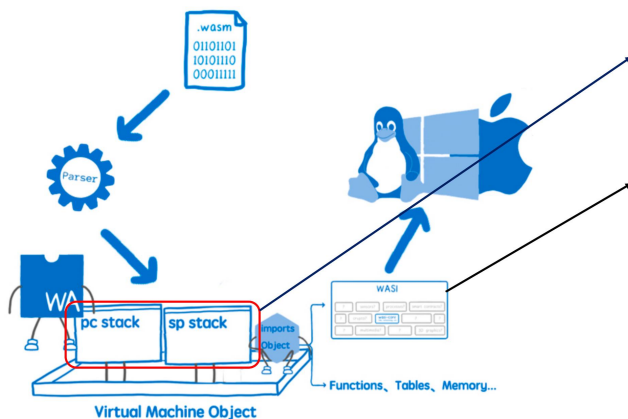 .wasm
01101101
10101110
00011111
Parser
WA
WASI
pc stack
sp stack
imports
Object
Functions、Tables、Memory...
Virtual Machine Object